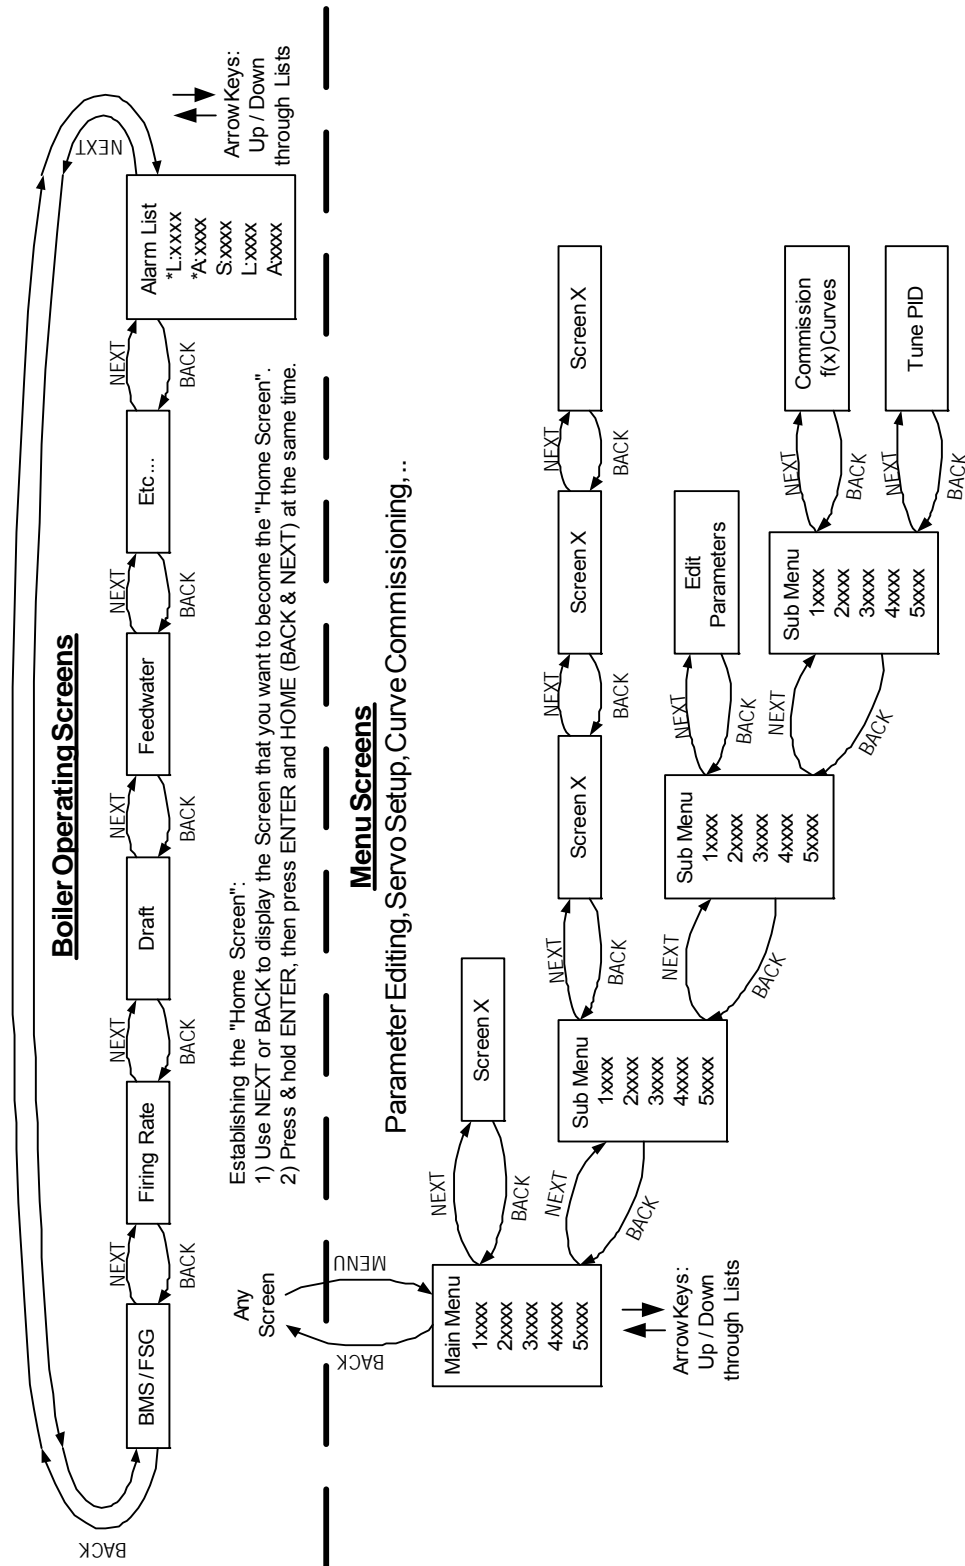 Boiler Operating Screens
BACK
NEXT
BMS / FSG
NEXT
BACK
Firing Rate
NEXT
BACK
Draft
NEXT
BACK
Feedwater
NEXT
BACK
Etc...
NEXT
BACK
Alarm List
*L:xxxx
*A:xxxx
S:xxxx
L:xxxx
A:xxxx
Arrow Keys:
Up / Down
through Lists
Establishing the "Home Screen":
1) Use NEXT or BACK to display the Screen that you want to become the "Home Screen".
2) Press & hold ENTER, then press ENTER and HOME (BACK & NEXT) at the same time.
Menu Screens
Parameter Editing, Servo Setup, Curve Commissioning,..
Any
Screen
BACK
MENU
Main Menu
1xxxx
2xxxx
3xxxx
4xxxx
5xxxx
Arrow Keys:
Up / Down
through Lists
NEXT
BACK
Screen X
NEXT
BACK
Sub Menu
1xxxx
2xxxx
3xxxx
4xxxx
5xxxx
NEXT
BACK
Screen X
NEXT
BACK
Screen X
NEXT
BACK
Screen X
NEXT
BACK
Sub Menu
1xxxx
2xxxx
3xxxx
4xxxx
5xxxx
NEXT
BACK
Edit
Parameters
NEXT
BACK
Sub Menu
1xxxx
2xxxx
3xxxx
4xxxx
5xxxx
NEXT
BACK
Commission
f(x) Curves
NEXT
BACK
Tune PID